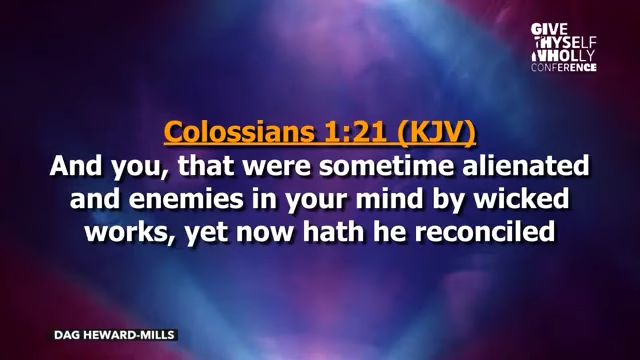 GIVE
THYSELF
WHOLLY
CONFERENCE
Colossians 1:21 (KJV)
And you, that were sometime alienated
and enemies in your mind by wicked
works, yet now hath he reconciled
DAG HEWARD-MILLS